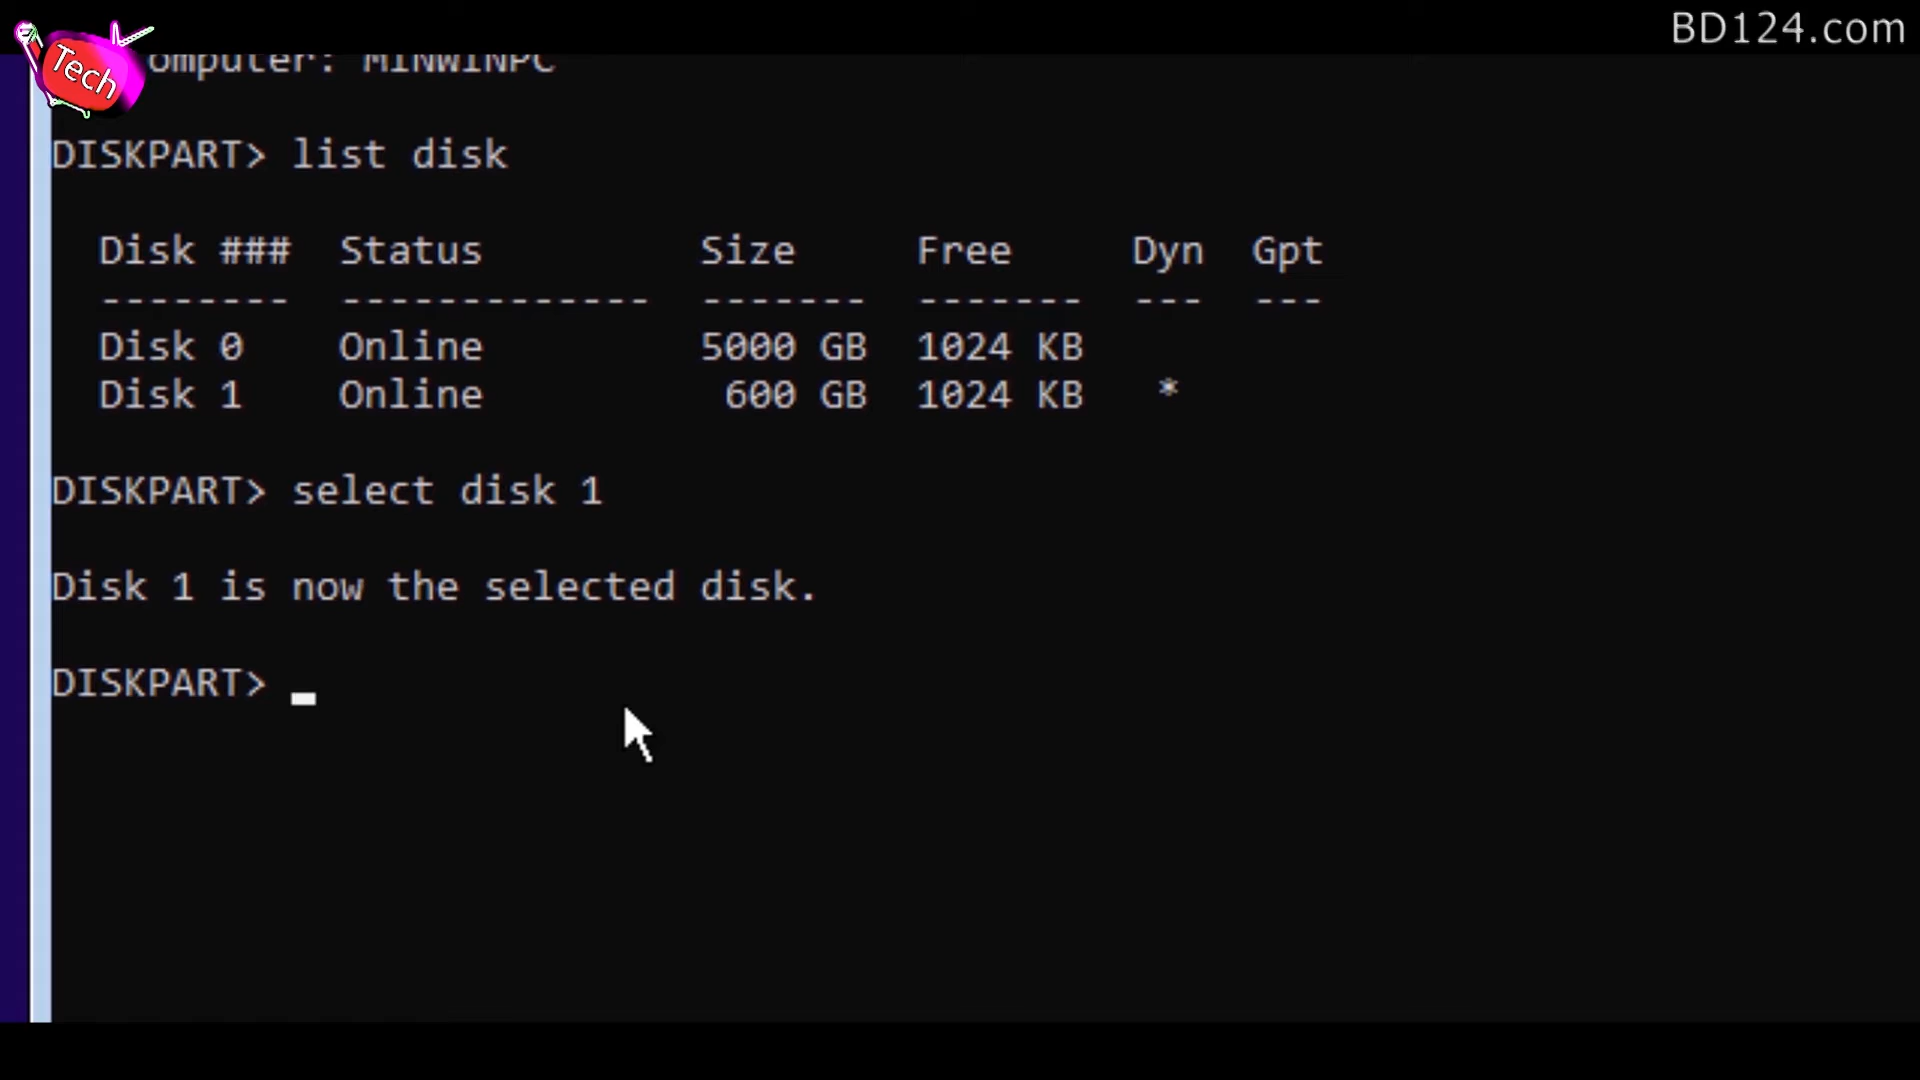 BD124.com
Tech
omputer: MINWINPC
DISKPART> list disk
Disk ### Status Size Free Dyn Gpt
-------- ------------- ------- ------- --- ---
Disk 0 Online 5000 GB 1024 KB
Disk 1 Online 600 GB 1024 KB *
DISKPART> select disk 1
Disk 1 is now the selected disk.
DISKPART>